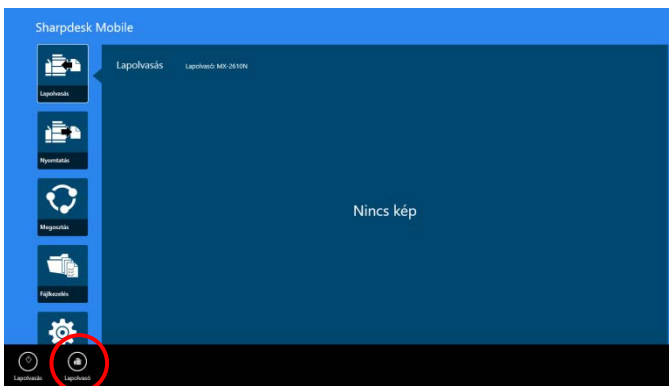 Sharpdesk Mobile
Lapolvasás
Lapolvasás Lapolvasó: MX-2610N
Nyomtatás
Nincs kép
Megosztás
Fájlkezelés
Lapolvasás Lapolvasó